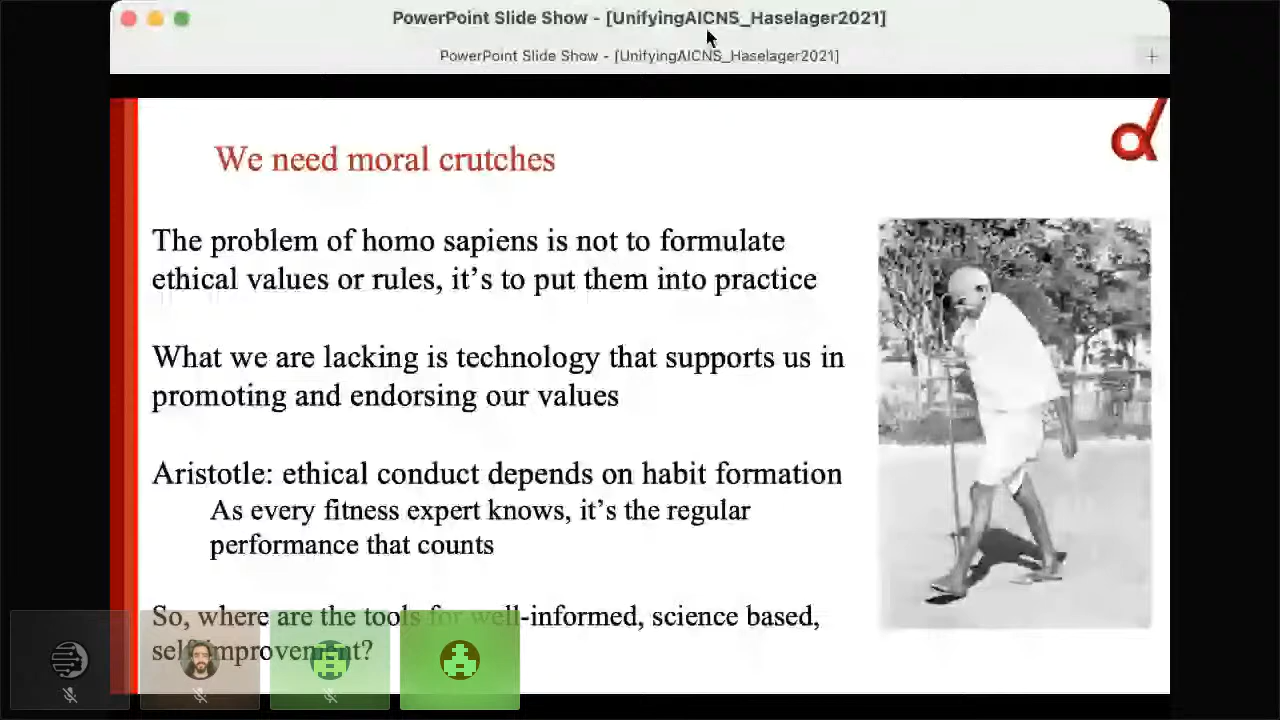 PowerPoint Slide Show - [UnifyingAICNS_Haselager2021]
PowerPoint Slide Show - [UnifyingAICNS_Haselager2021]
We need moral crutches
The problem of homo sapiens is not to formulate
ethical values or rules, it's to put them into practice
What we are lacking is technology that supports us in
promoting and endorsing our values
Aristotle: ethical conduct depends on habit formation
As every fitness expert knows, it's the regular
performance that counts
So, where are the tools for well-informed, science based,
self improvement?